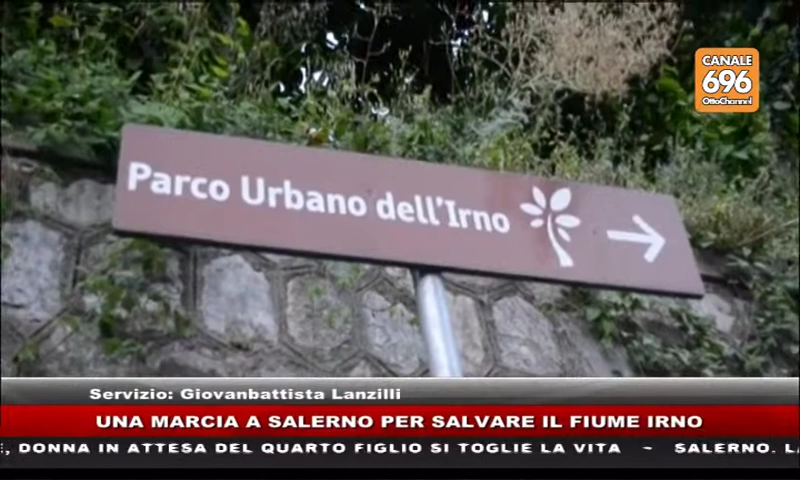 CANALE
696
OttoChannel
Parco Urbano dell'Irno
Servizio: Giovanbattista Lanzilli
UNA MARCIA A SALERNO PER SALVARE IL FIUME IRNO
, DONNA IN ATTESA DEL QUARTO FIGLIO SI TOGLIE LA VITA ~ SALERNO.